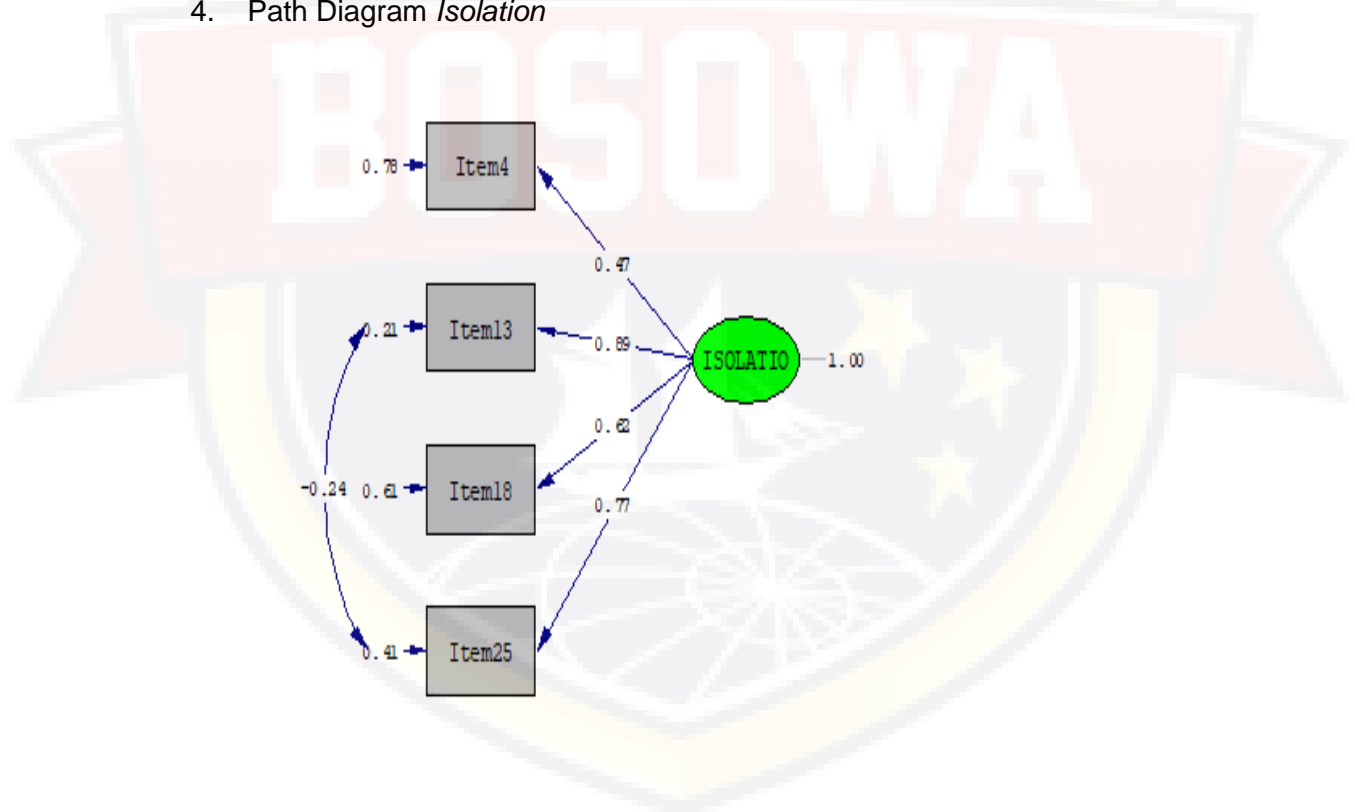 4. Path Diagram Isolation
BOSOWA
0.78 Item4
0.47
0.21 Item13
0.89
ISOLATIO 1.00
0.62
-0.24 0.61 Item18
0.77
0.41 Item25